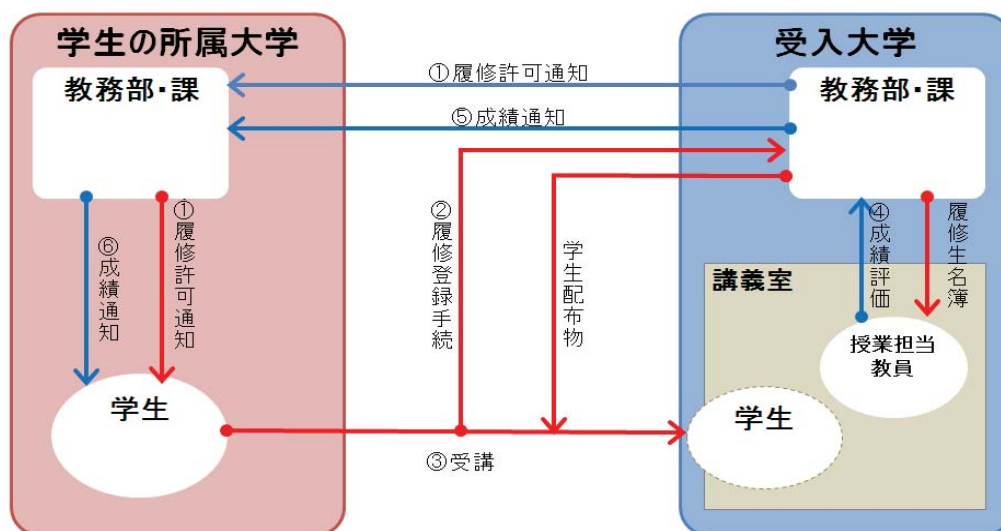 学生の所属大学
受入大学
教務部・課
教務部・課
①履修許可通知
⑤成績通知
⑥成績通知
①履修許可通知
②履修登録手続
学生配布物
④成績評価
履修生名簿
講義室
授業担当
教員
学生
学生
③受講